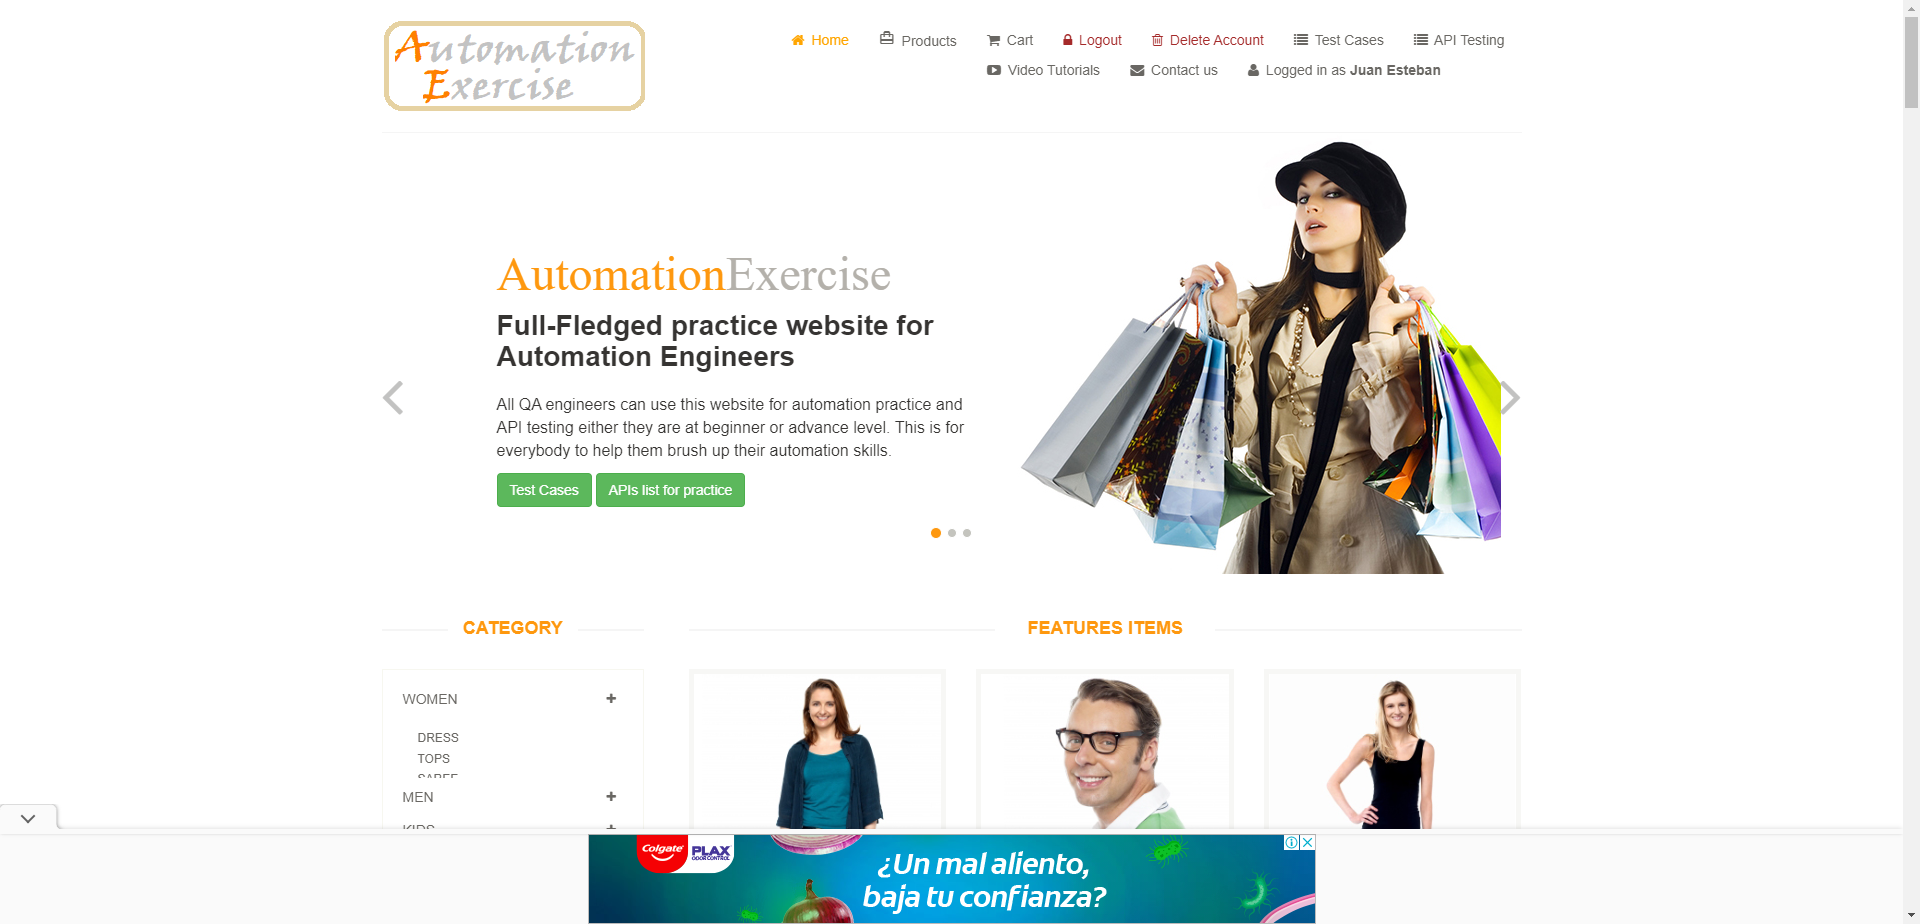 Automation
Exercise
Home
Products
Cart
Logout
Delete Account
Test Cases
API Testing
Video Tutorials
Contact us
Logged in as Juan Esteban
AutomationExercise
Full-Fledged practice website for
Automation Engineers
All QA engineers can use this website for automation practice and
API testing either they are at beginner or advance level. This is for
everybody to help them brush up their automation skills.
Test Cases
APIs list for practice
CATEGORY
FEATURES ITEMS
WOMEN
DRESS
TOPS
SAREE
MEN
KIDS
Colgate
PLAX
ODOR CONTROL
¿Un mal aliento,
baja tu confianza?